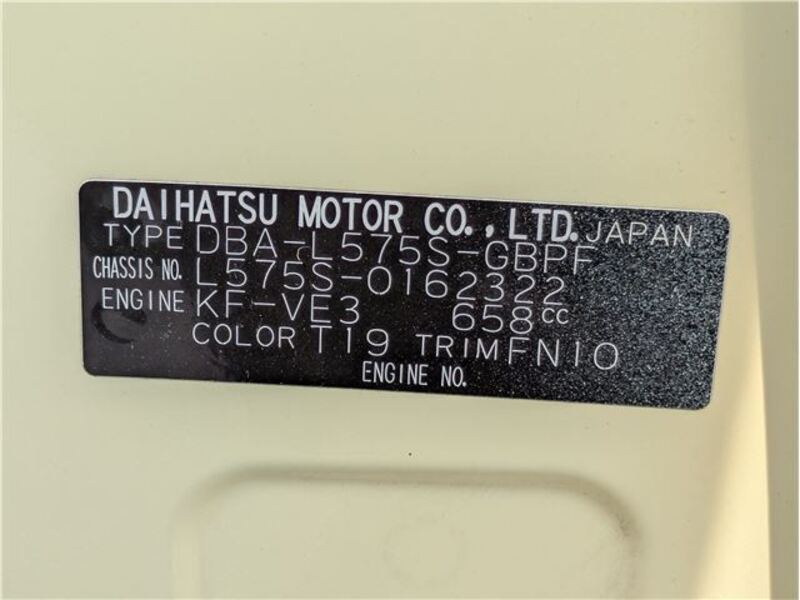 DAIHATSU MOTOR CO., LTD. JAPAN
TYPE DBA-L575S-GBPF
CHASSIS NO. L575S-0162322
ENGINE KF-VE3 658cc
COLOR T19 TRIM FN10
ENGINE NO.